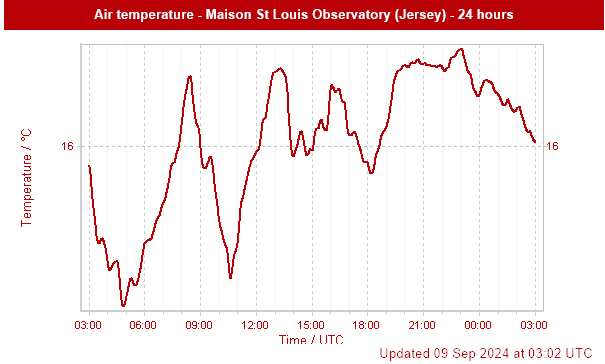 Air temperature - Maison St Louis Observatory (Jersey) - 24 hours
Temperature / °C
16
16
03:00 06:00 09:00 12:00 15:00 18:00 21:00 00:00 03:00
Time / UTC
Updated 09 Sep 2024 at 03:02 UTC